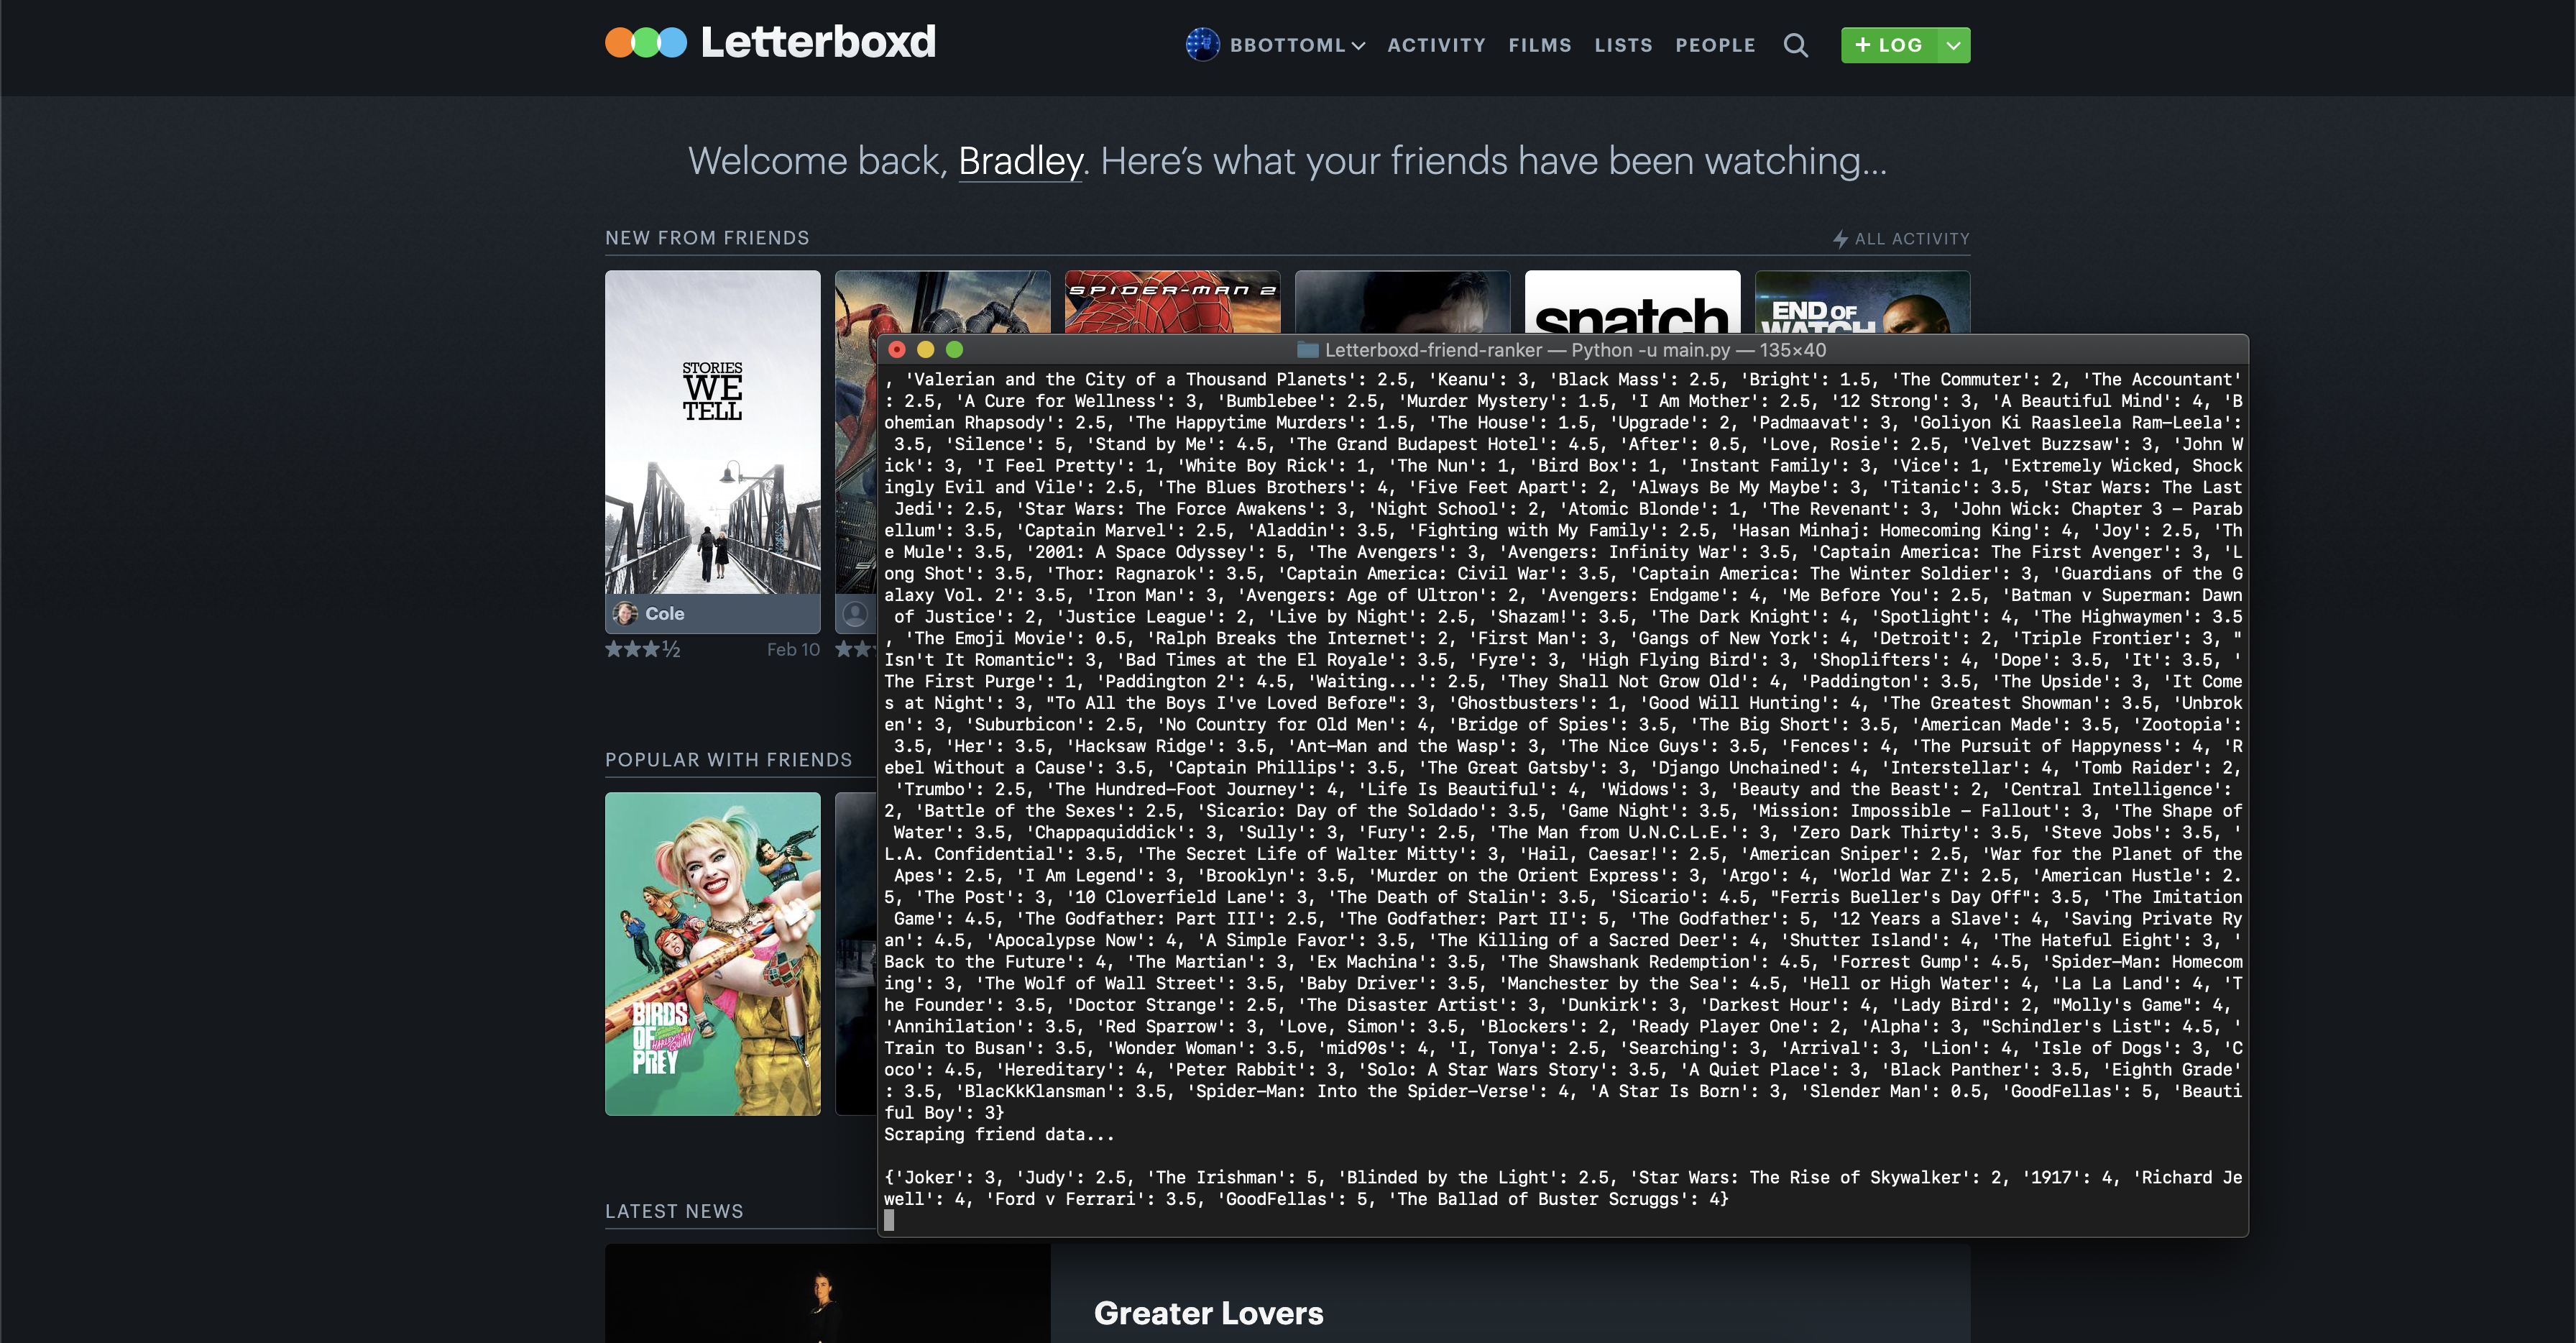 Letterboxd
BBOTTOML
ACTIVITY
FILMS
LISTS
PEOPLE
+ LOG
Welcome back, Bradley. Here’s what your friends have been watching…
NEW FROM FRIENDS
ALL ACTIVITY
STORIES
WE
TELL
SPIDER-MAN 2
snatch
END OF
WATCH
Cole
★★★½
Feb 10
★★
POPULAR WITH FRIENDS
BIRDS
OF
PREY
HARLEY QUINN
LATEST NEWS
Greater Lovers
Letterboxd-friend-ranker — Python -u main.py — 135×40
, 'Valerian and the City of a Thousand Planets': 2.5, 'Keanu': 3, 'Black Mass': 2.5, 'Bright': 1.5, 'The Commuter': 2, 'The Accountant'
: 2.5, 'A Cure for Wellness': 3, 'Bumblebee': 2.5, 'Murder Mystery': 1.5, 'I Am Mother': 2.5, '12 Strong': 3, 'A Beautiful Mind': 4, 'B
ohemian Rhapsody': 2.5, 'The Happytime Murders': 1.5, 'The House': 1.5, 'Upgrade': 2, 'Padmaavat': 3, 'Goliyon Ki Raasleela Ram-Leela':
 3.5, 'Silence': 5, 'Stand by Me': 4.5, 'The Grand Budapest Hotel': 4.5, 'After': 0.5, 'Love, Rosie': 2.5, 'Velvet Buzzsaw': 3, 'John W
ick': 3, 'I Feel Pretty': 1, 'White Boy Rick': 1, 'The Nun': 1, 'Bird Box': 1, 'Instant Family': 3, 'Vice': 1, 'Extremely Wicked, Shock
ingly Evil and Vile': 2.5, 'The Blues Brothers': 4, 'Five Feet Apart': 2, 'Always Be My Maybe': 3, 'Titanic': 3.5, 'Star Wars: The Last
 Jedi': 2.5, 'Star Wars: The Force Awakens': 3, 'Night School': 2, 'Atomic Blonde': 1, 'The Revenant': 3, 'John Wick: Chapter 3 – Parab
ellum': 3.5, 'Captain Marvel': 2.5, 'Aladdin': 3.5, 'Fighting with My Family': 2.5, 'Hasan Minhaj: Homecoming King': 4, 'Joy': 2.5, 'Th
e Mule': 3.5, '2001: A Space Odyssey': 5, 'The Avengers': 3, 'Avengers: Infinity War': 3.5, 'Captain America: The First Avenger': 3, 'L
ong Shot': 3.5, 'Thor: Ragnarok': 3.5, 'Captain America: Civil War': 3.5, 'Captain America: The Winter Soldier': 3, 'Guardians of the G
alaxy Vol. 2': 3.5, 'Iron Man': 3, 'Avengers: Age of Ultron': 2, 'Avengers: Endgame': 4, 'Me Before You': 2.5, 'Batman v Superman: Dawn
 of Justice': 2, 'Justice League': 2, 'Live by Night': 2.5, 'Shazam!': 3.5, 'The Dark Knight': 4, 'Spotlight': 4, 'The Highwaymen': 3.5
, 'The Emoji Movie': 0.5, 'Ralph Breaks the Internet': 2, 'First Man': 3, 'Gangs of New York': 4, 'Detroit': 2, 'Triple Frontier': 3, "
Isn't It Romantic": 3, 'Bad Times at the El Royale': 3.5, 'Fyre': 3, 'High Flying Bird': 3, 'Shoplifters': 4, 'Dope': 3.5, 'It': 3.5, '
The First Purge': 1, 'Paddington 2': 4.5, 'Waiting...': 2.5, 'They Shall Not Grow Old': 4, 'Paddington': 3.5, 'The Upside': 3, 'It Come
s at Night': 3, "To All the Boys I've Loved Before": 3, 'Ghostbusters': 1, 'Good Will Hunting': 4, 'The Greatest Showman': 3.5, 'Unbrok
en': 3, 'Suburbicon': 2.5, 'No Country for Old Men': 4, 'Bridge of Spies': 3.5, 'The Big Short': 3.5, 'American Made': 3.5, 'Zootopia':
 3.5, 'Her': 3.5, 'Hacksaw Ridge': 3.5, 'Ant-Man and the Wasp': 3, 'The Nice Guys': 3.5, 'Fences': 4, 'The Pursuit of Happyness': 4, 'R
ebel Without a Cause': 3.5, 'Captain Phillips': 3.5, 'The Great Gatsby': 3, 'Django Unchained': 4, 'Interstellar': 4, 'Tomb Raider': 2,
 'Trumbo': 2.5, 'The Hundred-Foot Journey': 4, 'Life Is Beautiful': 4, 'Widows': 3, 'Beauty and the Beast': 2, 'Central Intelligence':
2, 'Battle of the Sexes': 2.5, 'Sicario: Day of the Soldado': 3.5, 'Game Night': 3.5, 'Mission: Impossible – Fallout': 3, 'The Shape of
 Water': 3.5, 'Chappaquiddick': 3, 'Sully': 3, 'Fury': 2.5, 'The Man from U.N.C.L.E.': 3, 'Zero Dark Thirty': 3.5, 'Steve Jobs': 3.5, '
L.A. Confidential': 3.5, 'The Secret Life of Walter Mitty': 3, 'Hail, Caesar!': 2.5, 'American Sniper': 2.5, 'War for the Planet of the
 Apes': 2.5, 'I Am Legend': 3, 'Brooklyn': 3.5, 'Murder on the Orient Express': 3, 'Argo': 4, 'World War Z': 2.5, 'American Hustle': 2.
5, 'The Post': 3, '10 Cloverfield Lane': 3, 'The Death of Stalin': 3.5, 'Sicario': 4.5, "Ferris Bueller's Day Off": 3.5, 'The Imitation
 Game': 4.5, 'The Godfather: Part III': 2.5, 'The Godfather: Part II': 5, 'The Godfather': 5, '12 Years a Slave': 4, 'Saving Private Ry
an': 4.5, 'Apocalypse Now': 4, 'A Simple Favor': 3.5, 'The Killing of a Sacred Deer': 4, 'Shutter Island': 4, 'The Hateful Eight': 3, '
Back to the Future': 4, 'The Martian': 3, 'Ex Machina': 3.5, 'The Shawshank Redemption': 4.5, 'Forrest Gump': 4.5, 'Spider-Man: Homecom
ing': 3, 'The Wolf of Wall Street': 3.5, 'Baby Driver': 3.5, 'Manchester by the Sea': 4.5, 'Hell or High Water': 4, 'La La Land': 4, 'T
he Founder': 3.5, 'Doctor Strange': 2.5, 'The Disaster Artist': 3, 'Dunkirk': 3, 'Darkest Hour': 4, 'Lady Bird': 2, "Molly's Game": 4,
'Annihilation': 3.5, 'Red Sparrow': 3, 'Love, Simon': 3.5, 'Blockers': 2, 'Ready Player One': 2, 'Alpha': 3, "Schindler's List": 4.5, '
Train to Busan': 3.5, 'Wonder Woman': 3.5, 'mid90s': 4, 'I, Tonya': 2.5, 'Searching': 3, 'Arrival': 3, 'Lion': 4, 'Isle of Dogs': 3, 'C
oco': 4.5, 'Hereditary': 4, 'Peter Rabbit': 3, 'Solo: A Star Wars Story': 3.5, 'A Quiet Place': 3, 'Black Panther': 3.5, 'Eighth Grade'
: 3.5, 'BlacKkKlansman': 3.5, 'Spider-Man: Into the Spider-Verse': 4, 'A Star Is Born': 3, 'Slender Man': 0.5, 'GoodFellas': 5, 'Beauti
ful Boy': 3}
Scraping friend data...
{'Joker': 3, 'Judy': 2.5, 'The Irishman': 5, 'Blinded by the Light': 2.5, 'Star Wars: The Rise of Skywalker': 2, '1917': 4, 'Richard Je
well': 4, 'Ford v Ferrari': 3.5, 'GoodFellas': 5, 'The Ballad of Buster Scruggs': 4}